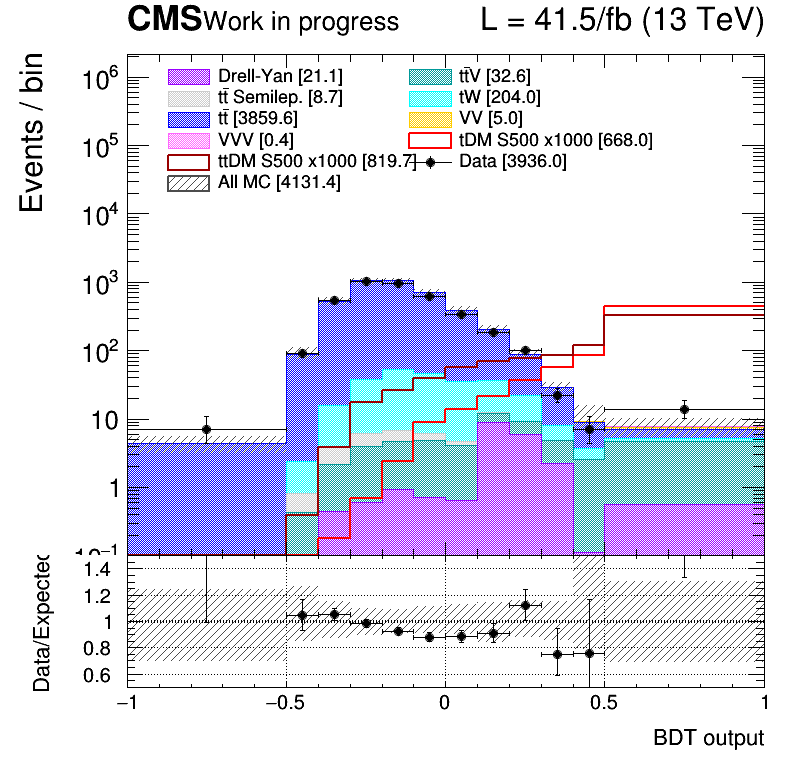 CMS Work in progress L = 41.5/fb (13 TeV)
Events / bin
10⁶
10⁵
10⁴
10³
10²
10
1
10⁻¹
Drell-Yan [21.1] tt̄V [32.6]
tt̄ Semilep. [8.7] tW [204.0]
tt̄ [3859.6] VV [5.0]
VVV [0.4] tDM S500 x1000 [668.0]
ttDM S500 x1000 [819.7] Data [3936.0]
All MC [4131.4]
Data/Expected
1.4
1.2
1
0.8
0.6
−1 −0.5 0 0.5 1
BDT output